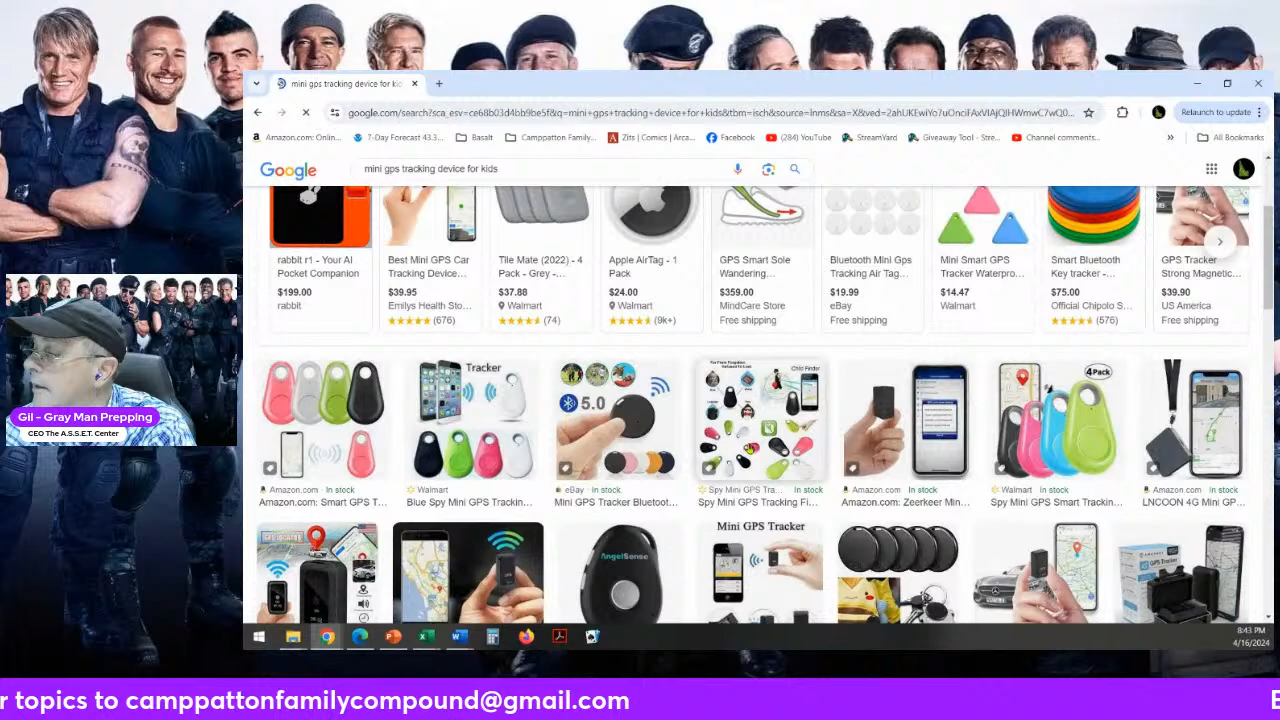 mini gps tracking device for kid
google.com/search?sca_esv=ce68b03d4bb9be5f&q=mini+gps+tracking+device+for+kids&tbm=isch&source=lnms&sa=X&ved=2ahUKEwiYo7uOnciFAxVIAjQIHWmwC7wQ0...
Relaunch to update
Amazon.com: Onlin... 7-Day Forecast 43.3... Basalt Camppatton Family... Zits | Comics | Arca... Facebook (284) YouTube StreamYard Giveaway Tool - Stre... Channel comments... » All Bookmarks
Google mini gps tracking device for kids
rabbit r1 - Your AI Pocket Companion
$199.00
rabbit
Best Mini GPS Car Tracking Device...
$39.95
Emilys Health Sto...
(676)
Tile Mate (2022) - 4 Pack - Grey -...
$37.88
Walmart
(74)
Apple AirTag - 1 Pack
$24.00
Walmart
(9k+)
GPS Smart Sole Wandering...
$359.00
MindCare Store
Free shipping
Bluetooth Mini Gps Tracking Air Tag...
$19.99
eBay
Free shipping
Mini Smart GPS Tracker Waterpro...
$14.47
Walmart
Smart Bluetooth Key tracker -...
$75.00
Official Chipolo S...
(576)
GPS Tracker Strong Magnetic...
$39.90
US America
Free shipping
Tracker
5.0
4Pack
Amazon.com · In stock
Amazon.com: Smart GPS T...
Walmart
Blue Spy Mini GPS Trackin...
eBay · In stock
Mini GPS Tracker Bluetoot...
Spy Mini GPS Tra... · In stock
Spy Mini GPS Tracking Fi...
Amazon.com · In stock
Amazon.com: Zeerkeer Min...
Walmart · In stock
Spy Mini GPS Smart Trackin...
Amazon.com · In stock
LNCOON 4G Mini GP...
AngelSense
Mini GPS Tracker
GPS Tracker
Gil - Gray Man Prepping
CEO The A.S.S.E.T. Center
8:43 PM
4/16/2024
r topics to camppattonfamilycompound@gmail.com